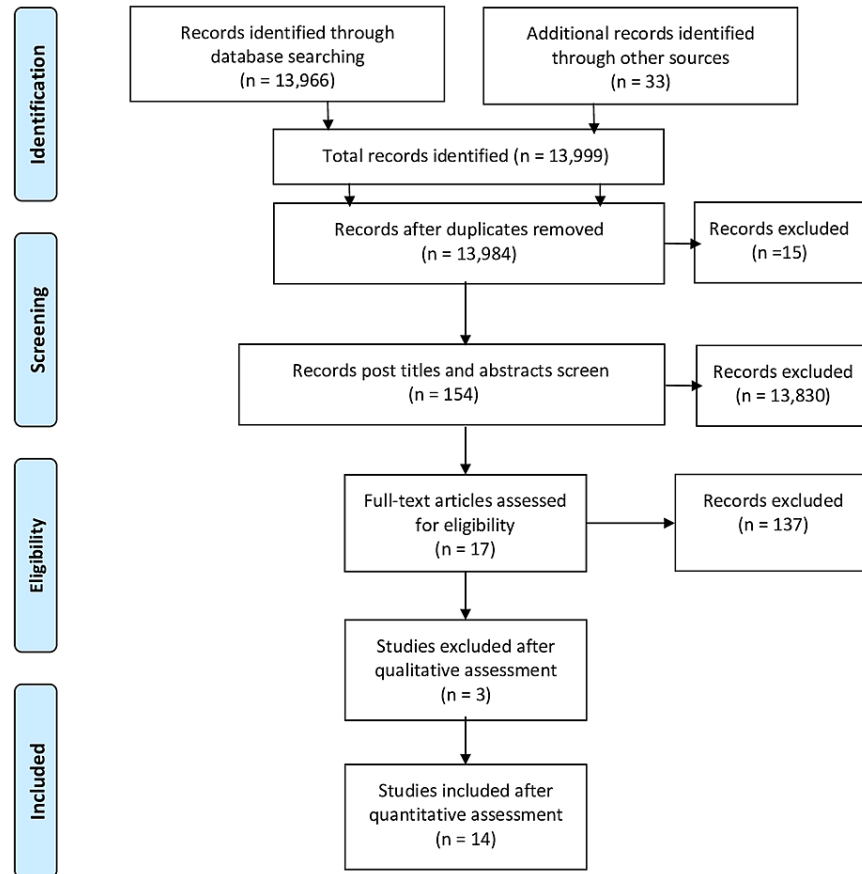 Identification
Records identified through
database searching
(n = 13,966)
Additional records identified
through other sources
(n = 33)
Total records identified (n = 13,999)
Records after duplicates removed
(n = 13,984)
Records excluded
(n =15)
Screening
Records post titles and abstracts screen
(n = 154)
Records excluded
(n = 13,830)
Eligibility
Full-text articles assessed
for eligibility
(n = 17)
Records excluded
(n = 137)
Studies excluded after
qualitative assessment
(n = 3)
Included
Studies included after
quantitative assessment
(n = 14)